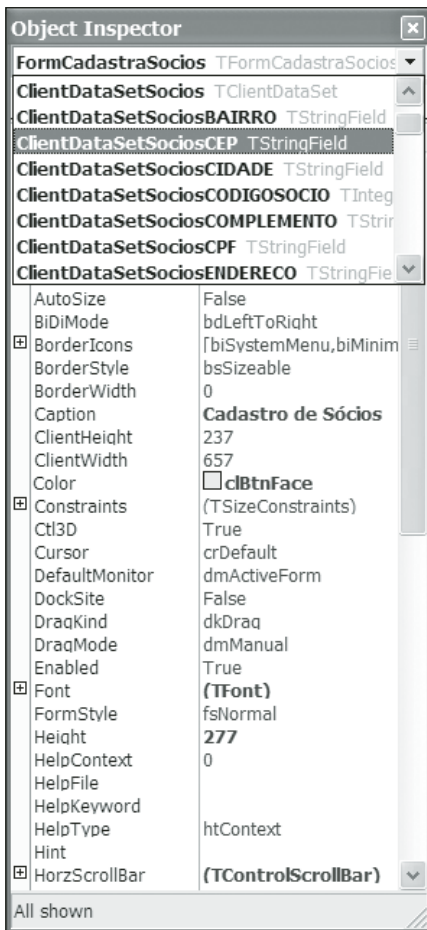 Object Inspector
FormCadastraSocios TFormCadastraSocios
ClientDataSetSocios TClientDataSet
ClientDataSetSociosBAIRRO TStringField
ClientDataSetSociosCEP TStringField
ClientDataSetSociosCIDADE TStringField
ClientDataSetSociosCODIGOSOCIO TInteg
ClientDataSetSociosCOMPLEMENTO TStrin
ClientDataSetSociosCPF TStringField
ClientDataSetSociosENDERECO TStringFie
AutoSize False
BiDiMode bdLeftToRight
BorderIcons [biSystemMenu,biMinim
BorderStyle bsSizeable
BorderWidth 0
Caption Cadastro de Sócios
ClientHeight 237
ClientWidth 657
Color clBtnFace
Constraints (TSizeConstraints)
Ctl3D True
Cursor crDefault
DefaultMonitor dmActiveForm
DockSite False
DragKind dkDrag
DragMode dmManual
Enabled True
Font (TFont)
FormStyle fsNormal
Height 277
HelpContext 0
HelpFile
HelpKeyword
HelpType htContext
Hint
HorzScrollBar (TControlScrollBar)
All shown